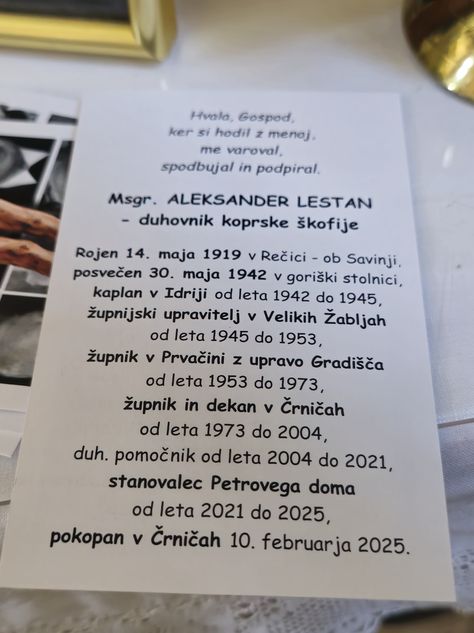 Hvala, Gospod,
ker si hodil z menoj,
me varoval,
spodbujal in podpiral.
Msgr. ALEKSANDER LESTAN
- duhovnik koprske škofije
Rojen 14. maja 1919 v Rečici - ob Savinji,
posvečen 30. maja 1942 v goriški stolnici,
kaplan v Idriji od leta 1942 do 1945,
župnijski upravitelj v Velikih Žabljah
od leta 1945 do 1953,
župnik v Prvačini z upravo Gradišča
od leta 1953 do 1973,
župnik in dekan v Črničah
od leta 1973 do 2004,
duh. pomočnik od leta 2004 do 2021,
stanovalec Petrovega doma
od leta 2021 do 2025,
pokopan v Črničah 10. februarja 2025.